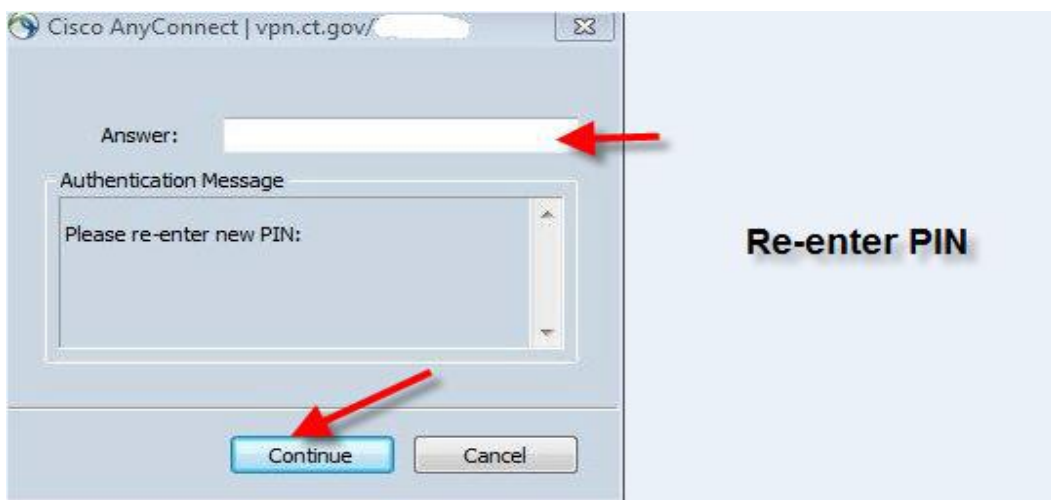 Cisco AnyConnect | vpn.ct.gov/
Answer:
Authentication Message
Please re-enter new PIN:
Re-enter PIN
Continue
Cancel